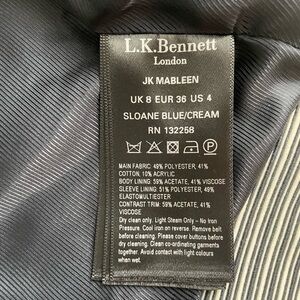 L.K.Bennett
London
JK MABLEEN
UK 8 EUR 36 US 4
SLOANE BLUE/CREAM
RN 132258
MAIN FABRIC: 49% POLYESTER, 41%
COTTON, 10% ACRYLIC
BODY LINING: 59% ACETATE, 41% VISCOSE
SLEEVE LINING: 51% POLYESTER, 49%
ELASTOMULTIESTER
CONTRAST TRIM: 59% ACETATE, 41%
VISCOSE
Dry clean only. Light Steam Only – No Iron
Pressure. Cool iron on reverse. Remove belt
before cleaning. Please cover buttons before
dry cleaning. Clean co-ordinating garments
together. Avoid contact with light colours
when wet.